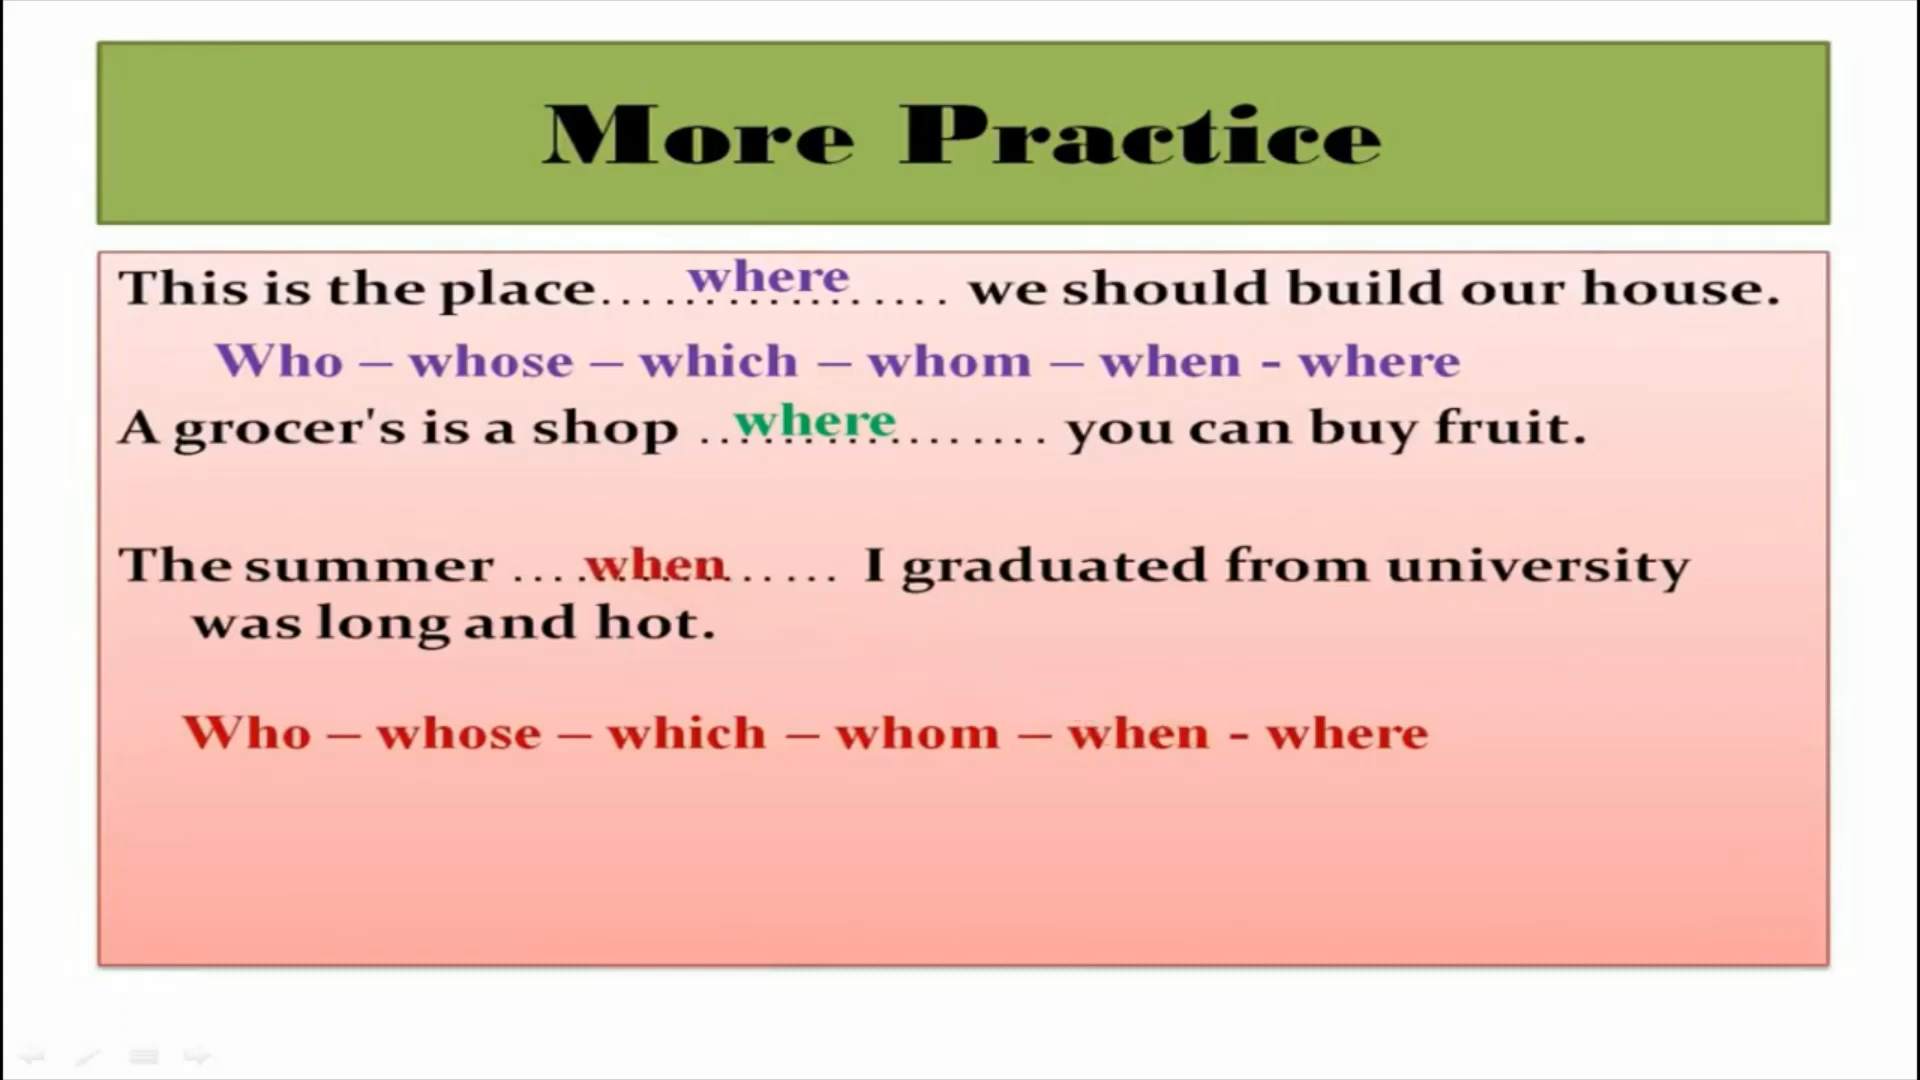 More Practice
This is the place.................where we should build our house.
Who – whose – which – whom – when - where
A grocer's is a shop .................where you can buy fruit.
The summer ................when I graduated from university
was long and hot.
Who – whose – which – whom – when - where